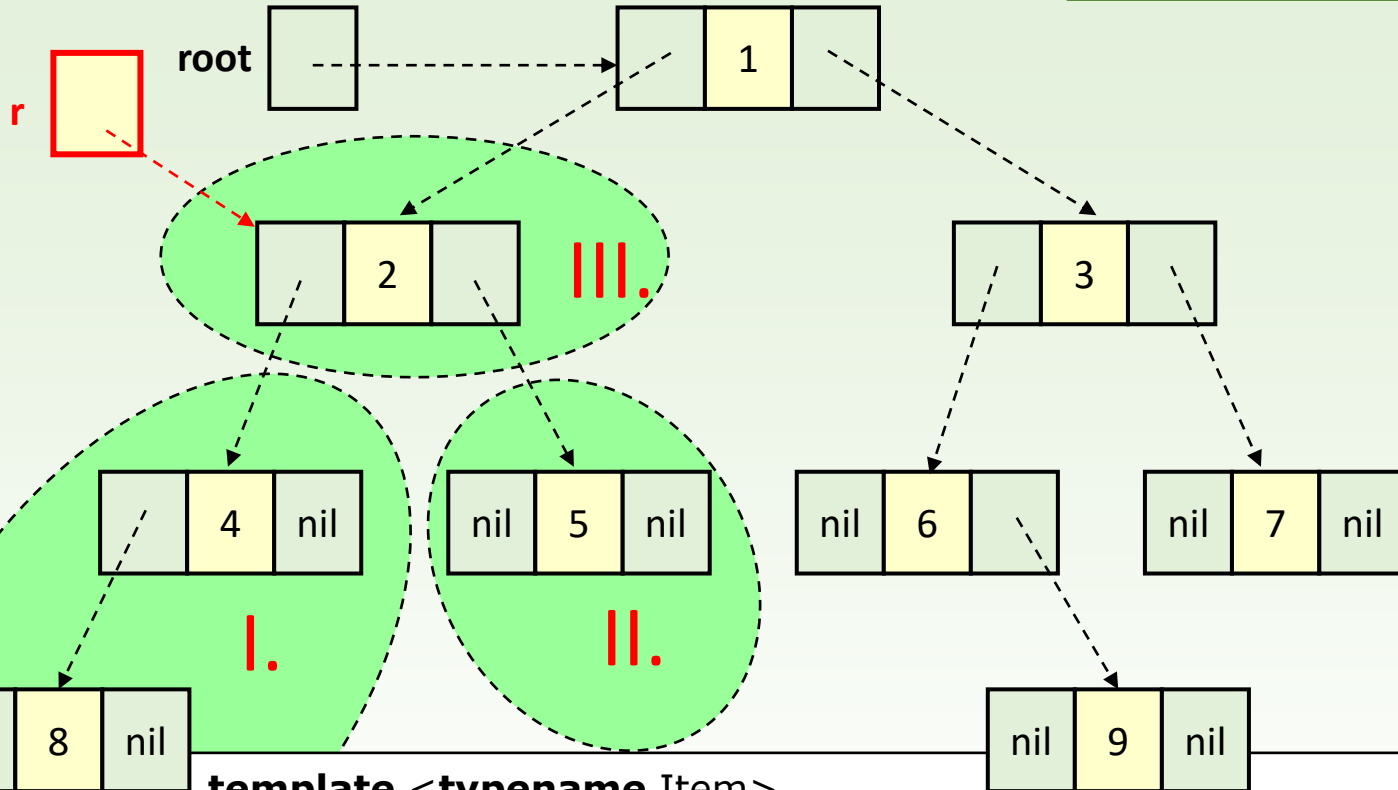 root
1
r
2
III.
3
4 nil
nil 5 nil
nil 6
nil 7 nil
I.
II.
8 nil
nil 9 nil
template <typename Item>